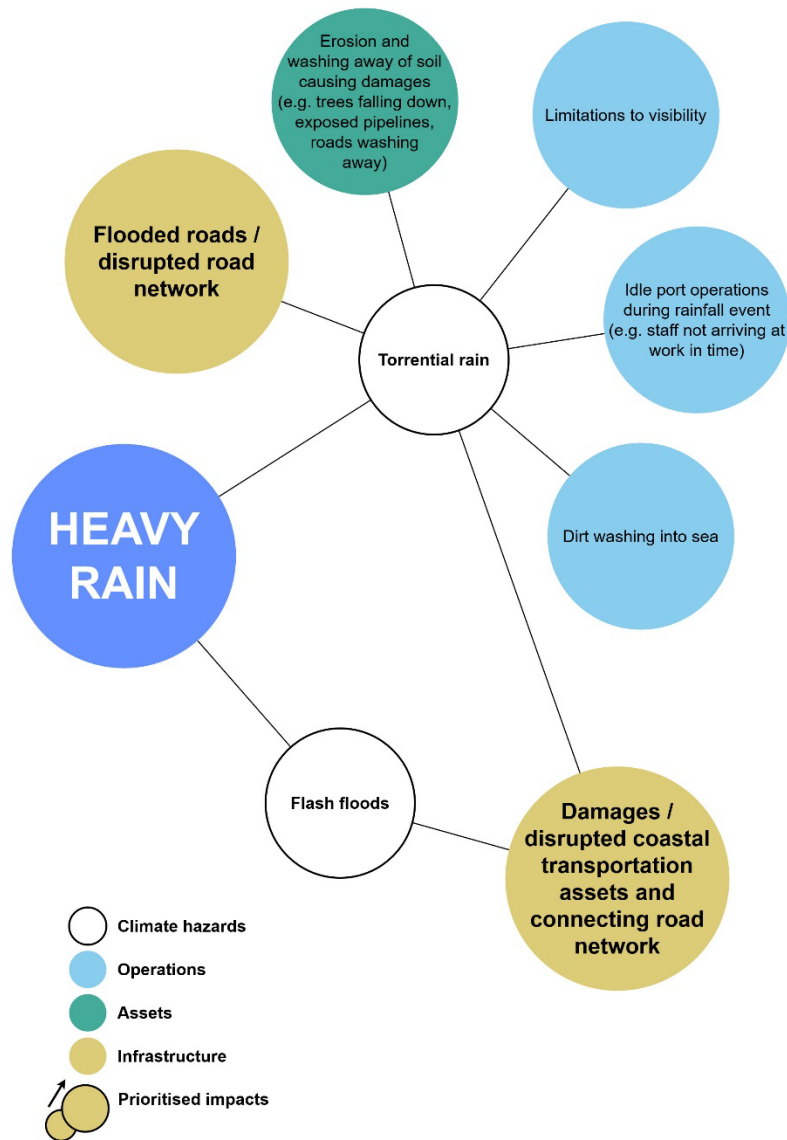 Erosion and
washing away of soil
causing damages
(e.g. trees falling down,
exposed pipelines,
roads washing
away)
Limitations to visibility
Flooded roads /
disrupted road
network
Idle port operations
during rainfall event
(e.g. staff not arriving at
work in time)
Torrential rain
HEAVY
RAIN
Dirt washing into sea
Flash floods
Damages /
disrupted coastal
transportation
assets and
connecting road
network
Climate hazards
Operations
Assets
Infrastructure
Prioritised impacts